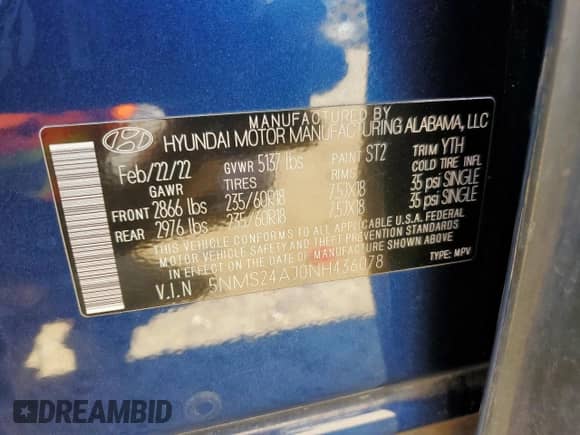 MANUFACTURED BY
HYUNDAI MOTOR MANUFACTURING ALABAMA, LLC
Feb/22/22 GVWR 5137 lbs PAINT ST2 TRIM YTH
GAWR TIRES RIMS COLD TIRE INFL
FRONT 2866 lbs 235/60R18 7.5JX18 35 psi SINGLE
REAR 2976 lbs 235/60R18 7.5JX18 35 psi SINGLE
THIS VEHICLE CONFORMS TO ALL APPLICABLE U.S.A. FEDERAL
MOTOR VEHICLE SAFETY AND THEFT PREVENTION STANDARDS
IN EFFECT ON THE DATE OF MANUFACTURE SHOWN ABOVE.
V.I.N 5NMS24AJ0NH436078 TYPE: MPV
DREAMBID